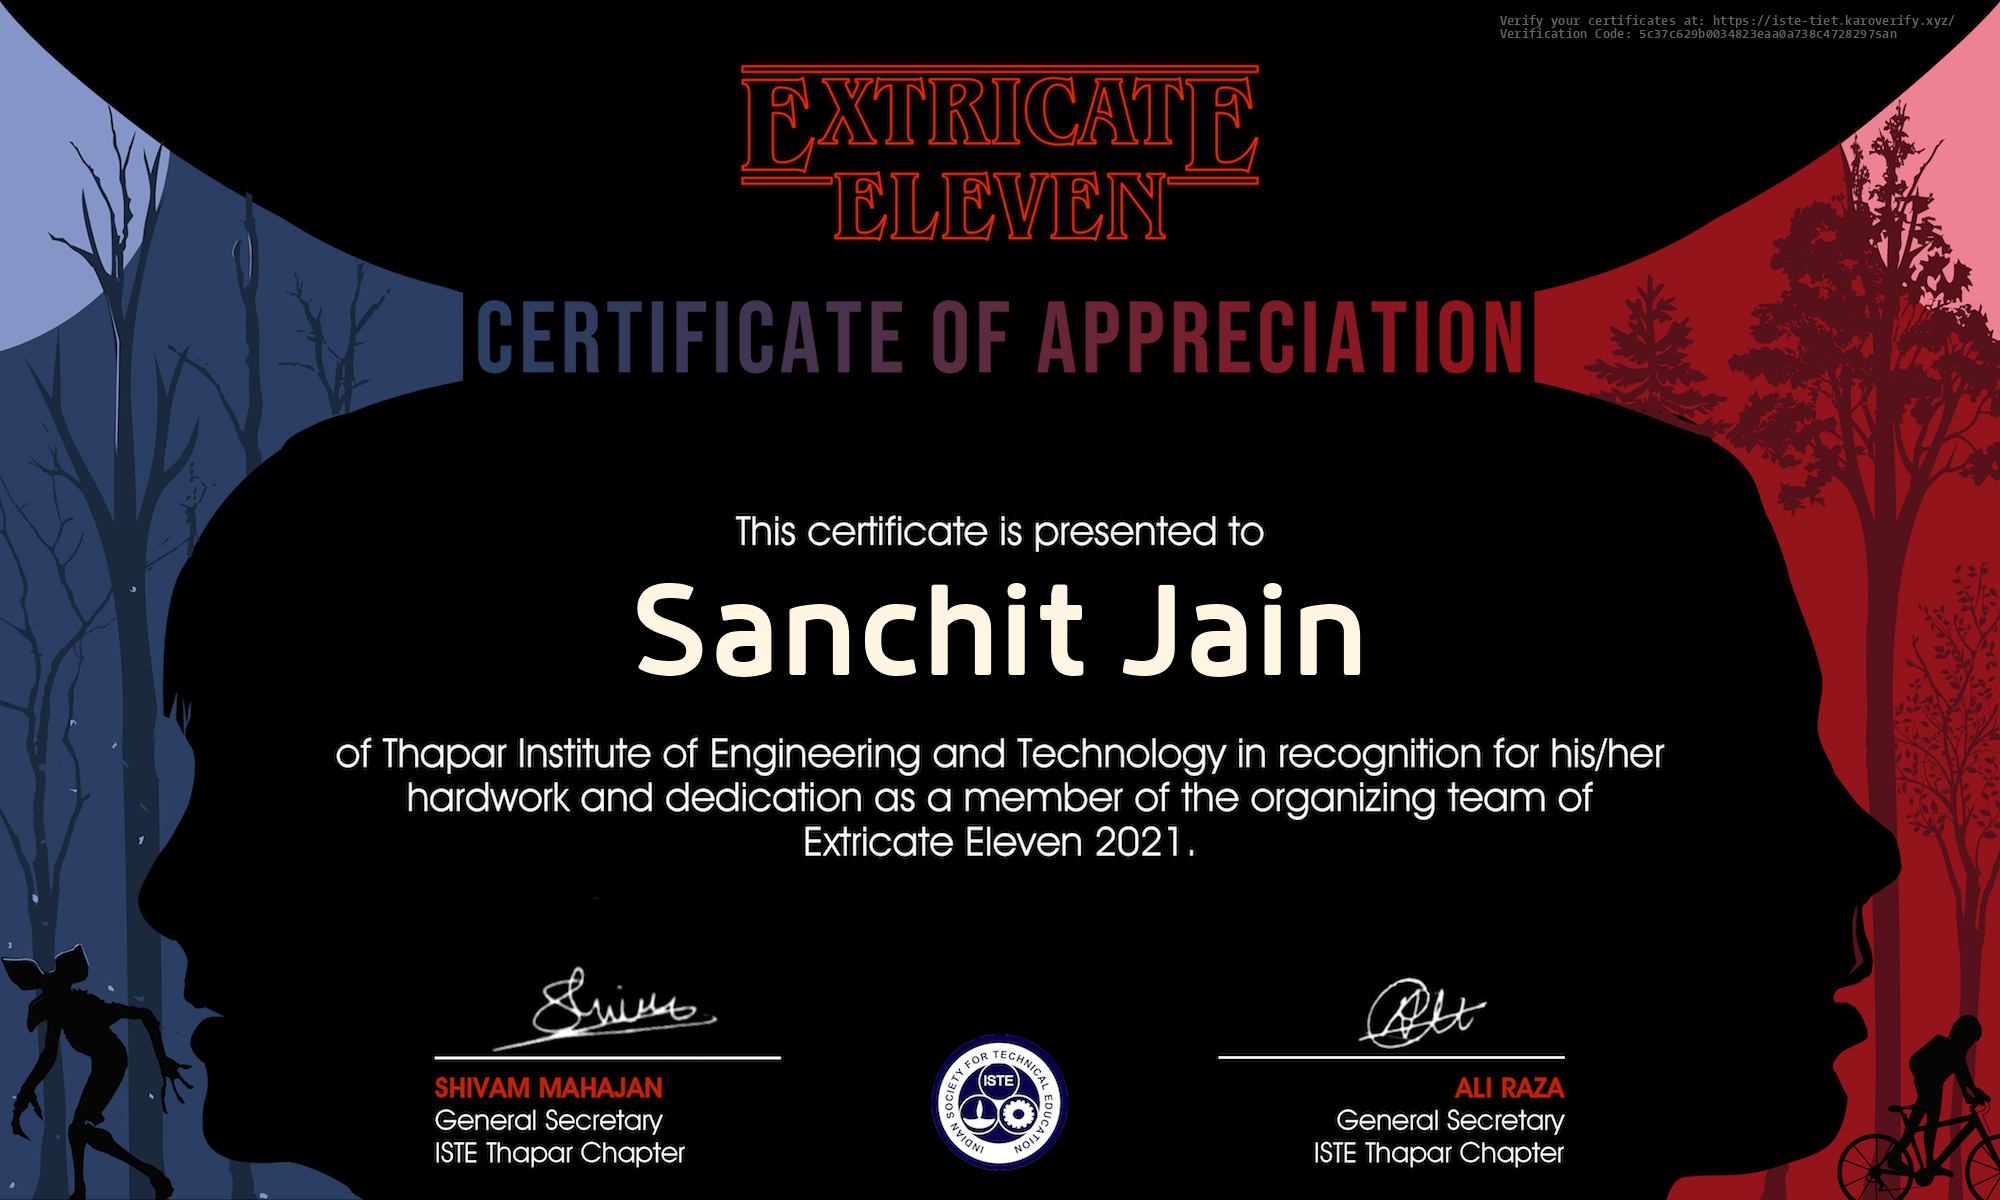 Verify your certificates at: https://iste-tiet.karoverify.xyz/
Verification Code: 5c37c629b0034823eaa0a738c4728297san
EXTRICATE
ELEVEN
CERTIFICATE OF APPRECIATION
This certificate is presented to
Sanchit Jain
of Thapar Institute of Engineering and Technology in recognition for his/her
hardwork and dedication as a member of the organizing team of
Extricate Eleven 2021.
SHIVAM MAHAJAN
General Secretary
ISTE Thapar Chapter
INDIAN SOCIETY FOR TECHNICAL EDUCATION
ISTE
ALI RAZA
General Secretary
ISTE Thapar Chapter